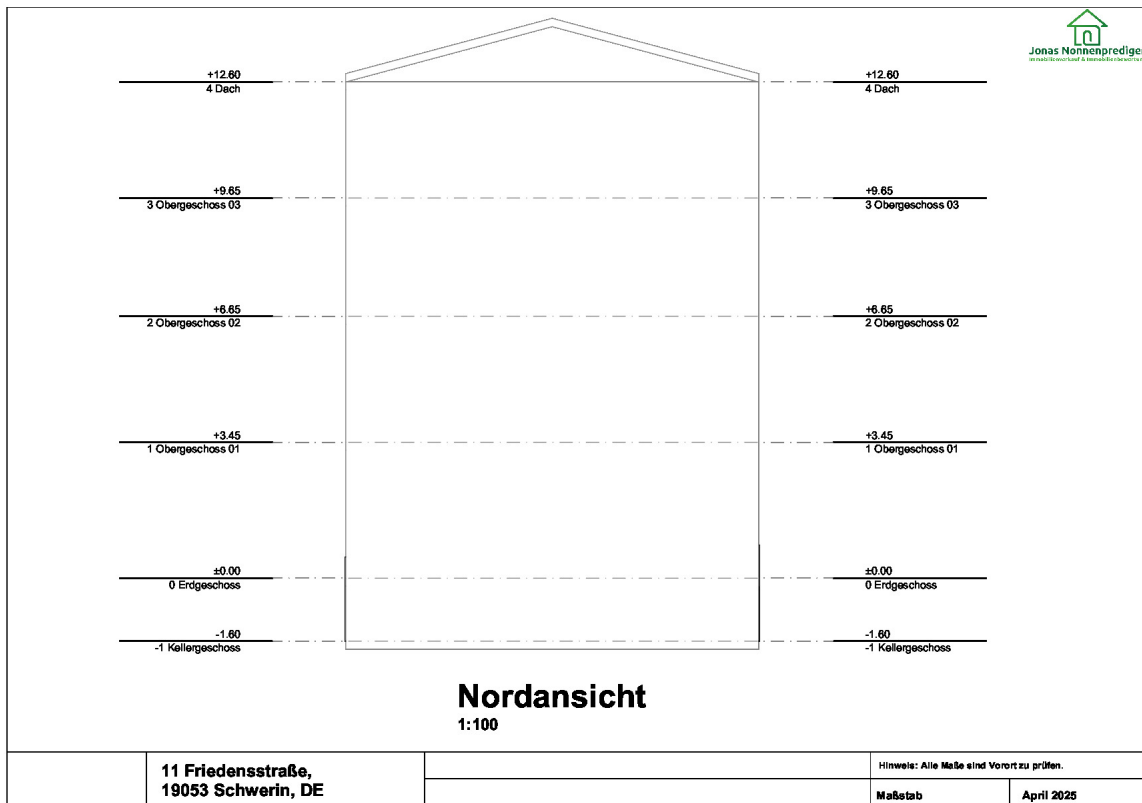 Jonas Nonnenprediger
Immobilienverkauf & Immobilienbewertung
+12.60
4 Dach
+12.60
4 Dach
+9.65
3 Obergeschoss 03
+9.65
3 Obergeschoss 03
+6.65
2 Obergeschoss 02
+6.65
2 Obergeschoss 02
+3.45
1 Obergeschoss 01
+3.45
1 Obergeschoss 01
±0.00
0 Erdgeschoss
±0.00
0 Erdgeschoss
-1.60
-1 Kellergeschoss
-1.60
-1 Kellergeschoss
Nordansicht
1:100
11 Friedensstraße,
19053 Schwerin, DE
Hinweis: Alle Maße sind Vorort zu prüfen.
Maßstab
April 2025